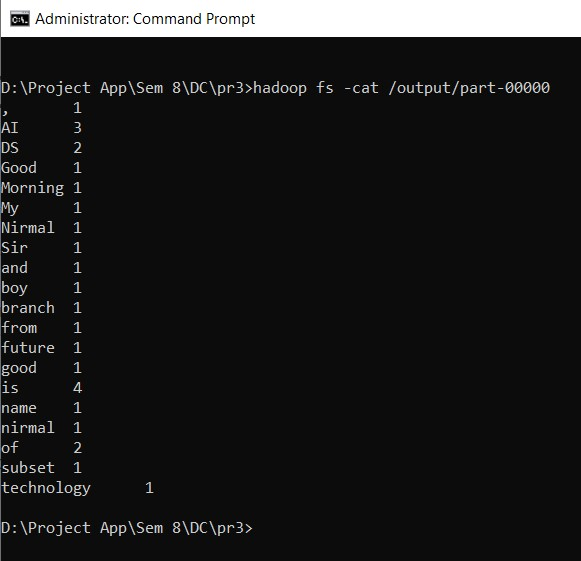 Administrator: Command Prompt
D:\Project App\Sem 8\DC\pr3>hadoop fs -cat /output/part-00000
,       1
AI      3
DS      2
Good    1
Morning 1
My      1
Nirmal  1
Sir     1
and     1
boy     1
branch  1
from    1
future  1
good    1
is      4
name    1
nirmal  1
of      2
subset  1
technology      1
D:\Project App\Sem 8\DC\pr3>